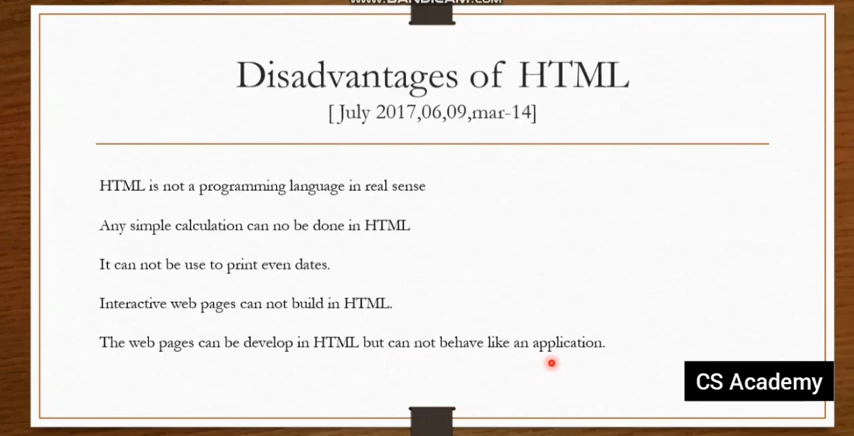 www.BANDICAM.com
Disadvantages of HTML
[ July 2017,06,09,mar-14]
HTML is not a programming language in real sense
Any simple calculation can no be done in HTML
It can not be use to print even dates.
Interactive web pages can not build in HTML.
The web pages can be develop in HTML but can not behave like an application.
CS Academy